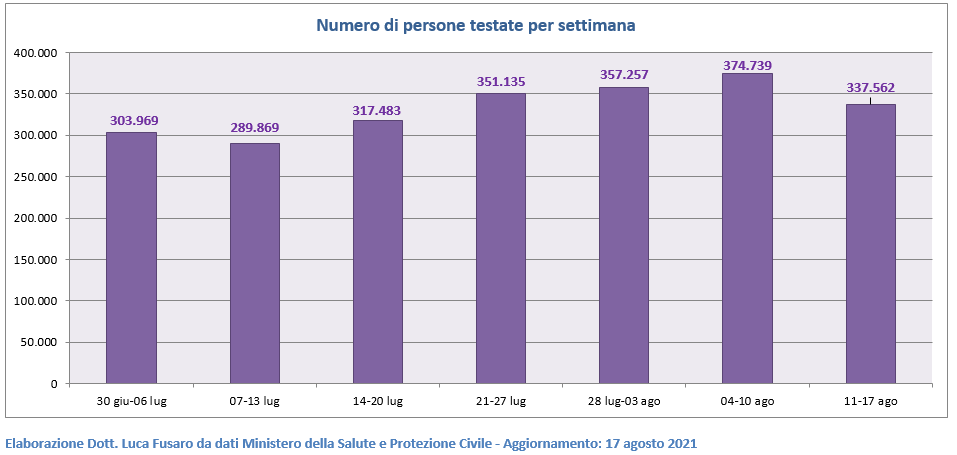 Numero di persone testate per settimana
400.000
350.000
300.000
250.000
200.000
150.000
100.000
50.000
0
303.969
289.869
317.483
351.135
357.257
374.739
337.562
30 giu-06 lug
07-13 lug
14-20 lug
21-27 lug
28 lug-03 ago
04-10 ago
11-17 ago
Elaborazione Dott. Luca Fusaro da dati Ministero della Salute e Protezione Civile - Aggiornamento: 17 agosto 2021